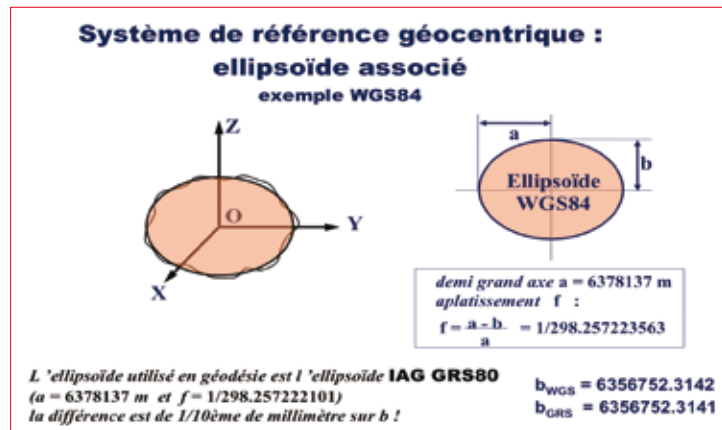 Système de référence géocentrique :
ellipsoïde associé
exemple WGS84
Z
O
Y
X
a
b
Ellipsoïde
WGS84
demi grand axe a = 6378137 m
aplatissement f :
f = a - b / a = 1/298.257223563
L 'ellipsoïde utilisé en géodésie est l 'ellipsoïde IAG GRS80
(a = 6378137 m et f = 1/298.257222101)
la différence est de 1/10ème de millimètre sur b !
bWGS = 6356752.3142
bGRS = 6356752.3141